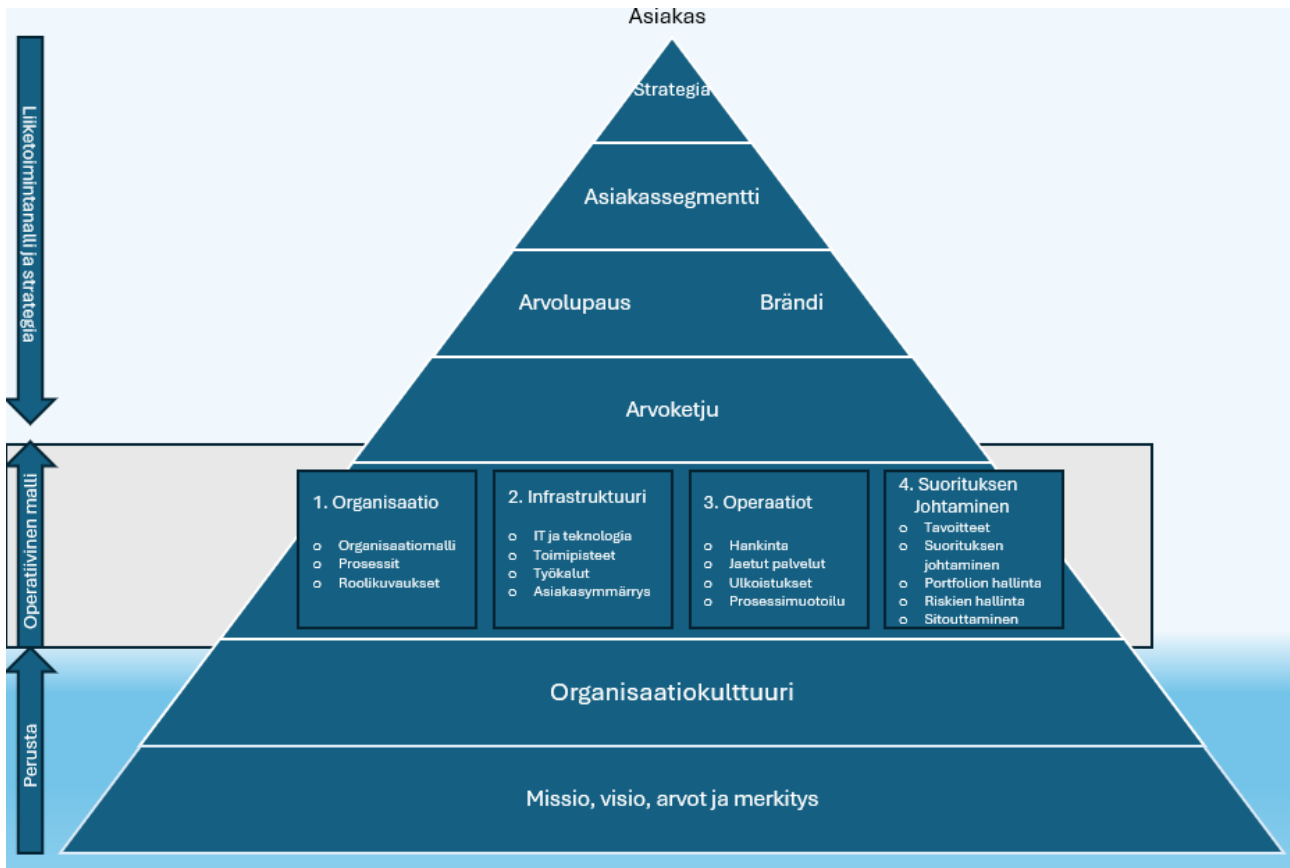 Asiakas
Strategia
Asiakassegmentti
Arvolupaus
Brändi
Arvoketju
1. Organisaatio
o Organisaatiomalli
o Prosessit
o Roolikuvaukset
2. Infrastruktuuri
o IT ja teknologia
o Toimipisteet
o Työkalut
o Asiakasymmärrys
3. Operaatiot
o Hankinta
o Jaetut palvelut
o Ulkoistukset
o Prosessimuotoilu
4. Suorituksen
Johtaminen
o Tavoitteet
o Suorituksen
johtaminen
o Portfolion hallinta
o Riskien hallinta
o Sitouttaminen
Organisaatiokulttuuri
Missio, visio, arvot ja merkitys
Liiketoimintanalli ja strategia
Operatiivinen malli
Perusta